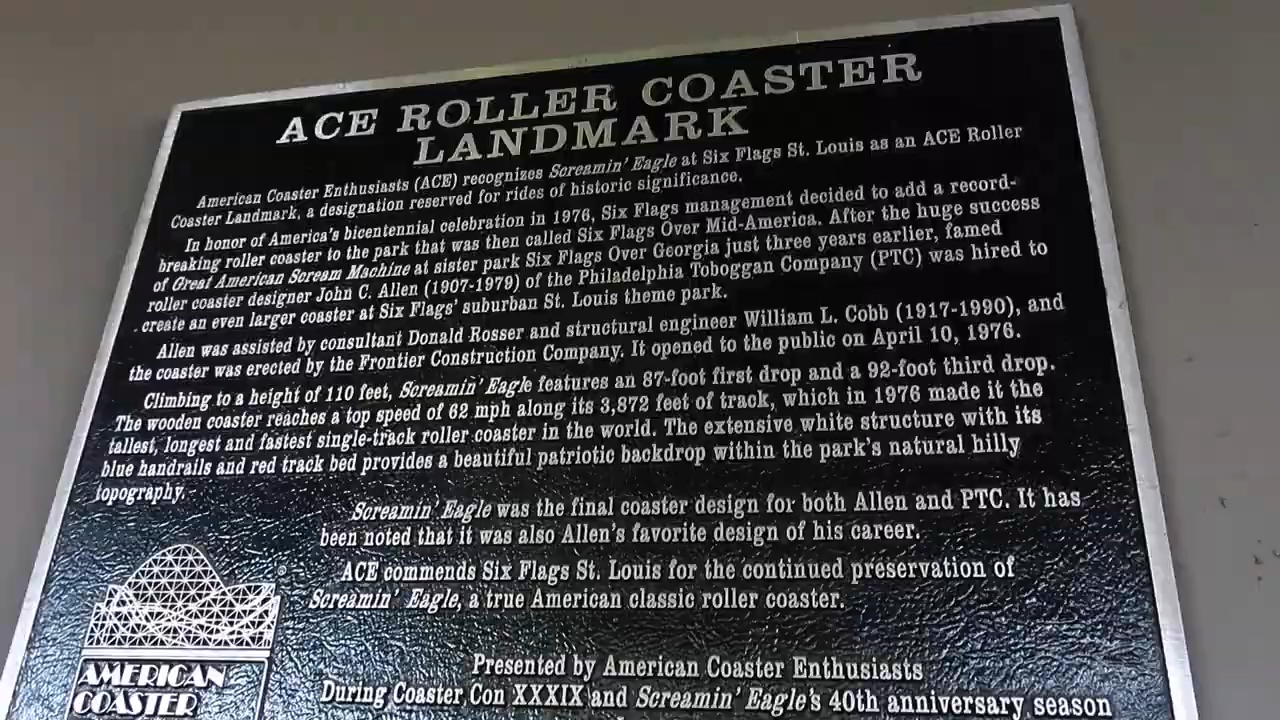 ACE ROLLER COASTER
LANDMARK
American Coaster Enthusiasts (ACE) recognizes Screamin' Eagle at Six Flags St. Louis as an ACE Roller
Coaster Landmark, a designation reserved for rides of historic significance.
In honor of America's bicentennial celebration in 1976, Six Flags management decided to add a record-
breaking roller coaster to the park that was then called Six Flags Over Mid-America. After the huge success
of Great American Scream Machine at sister park Six Flags Over Georgia just three years earlier, famed
roller coaster designer John C. Allen (1907-1979) of the Philadelphia Toboggan Company (PTC) was hired to
create an even larger coaster at Six Flags' suburban St. Louis theme park.
Allen was assisted by consultant Donald Rosser and structural engineer William L. Cobb (1917-1990), and
the coaster was erected by the Frontier Construction Company. It opened to the public on April 10, 1976.
Climbing to a height of 110 feet, Screamin' Eagle features an 87-foot first drop and a 92-foot third drop.
The wooden coaster reaches a top speed of 62 mph along its 3,872 feet of track, which in 1976 made it the
tallest, longest and fastest single-track roller coaster in the world. The extensive white structure with its
blue handrails and red track bed provides a beautiful patriotic backdrop within the park's natural hilly
topography.
Screamin' Eagle was the final coaster design for both Allen and PTC. It has
been noted that it was also Allen's favorite design of his career.
ACE commends Six Flags St. Louis for the continued preservation of
Screamin' Eagle, a true American classic roller coaster.
Presented by American Coaster Enthusiasts
During Coaster Con XXXIX and Screamin' Eagle's 40th anniversary season
®
AMERICAN
COASTER